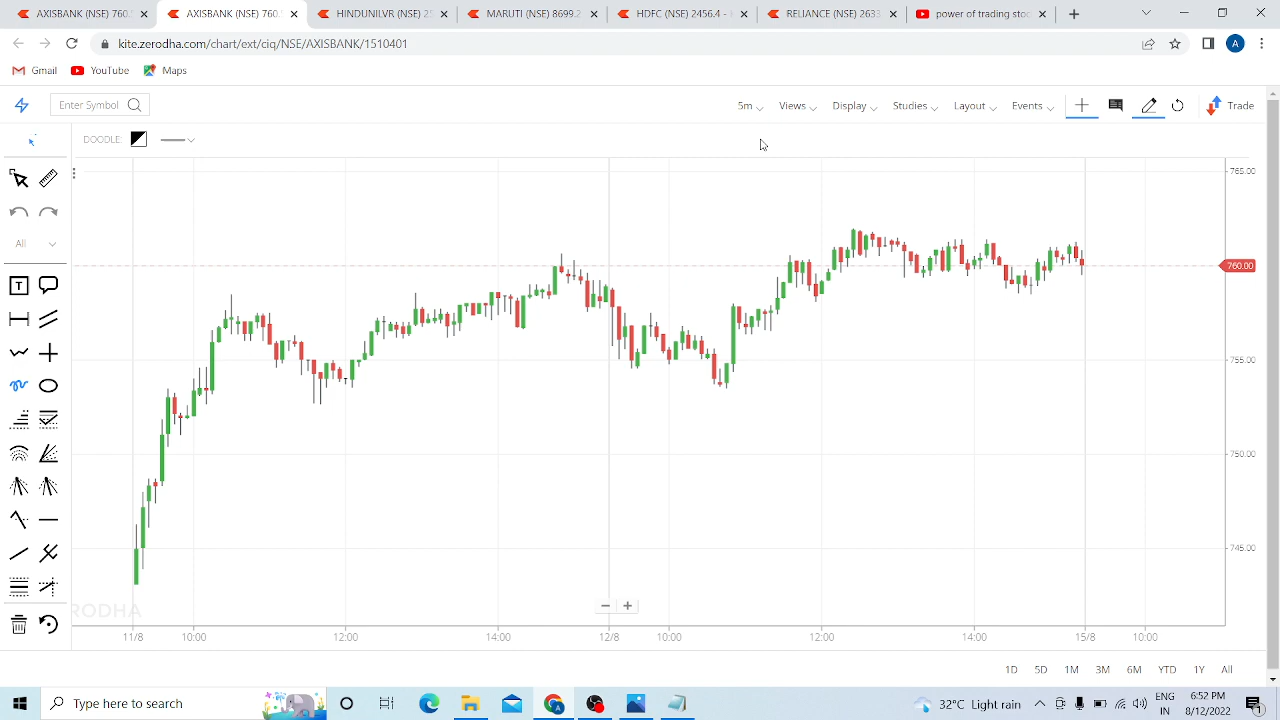 AXISBANK (NSE) 760.
AXISBANK (NSE) 760.
HINDUNILVR (NSE) 25
MARUTI (NSE) 8699.2
HDFC (NSE) 2456.4
RELIANCE (NSE) 2633
power of trading stoc
kite.zerodha.com/chart/ext/ciq/NSE/AXISBANK/1510401
A
Gmail
YouTube
Maps
Enter Symbol
5m
Views
Display
Studies
Layout
Events
Trade
DOODLE:
All
T
765.00
760.00
755.00
750.00
745.00
RODHA
11/8
10:00
12:00
14:00
12/8
10:00
12:00
14:00
15/8
10:00
1D
5D
1M
3M
6M
YTD
1Y
All
Type here to search
32°C Light rain
ENG
IN
6:52 PM
8/12/2022
1